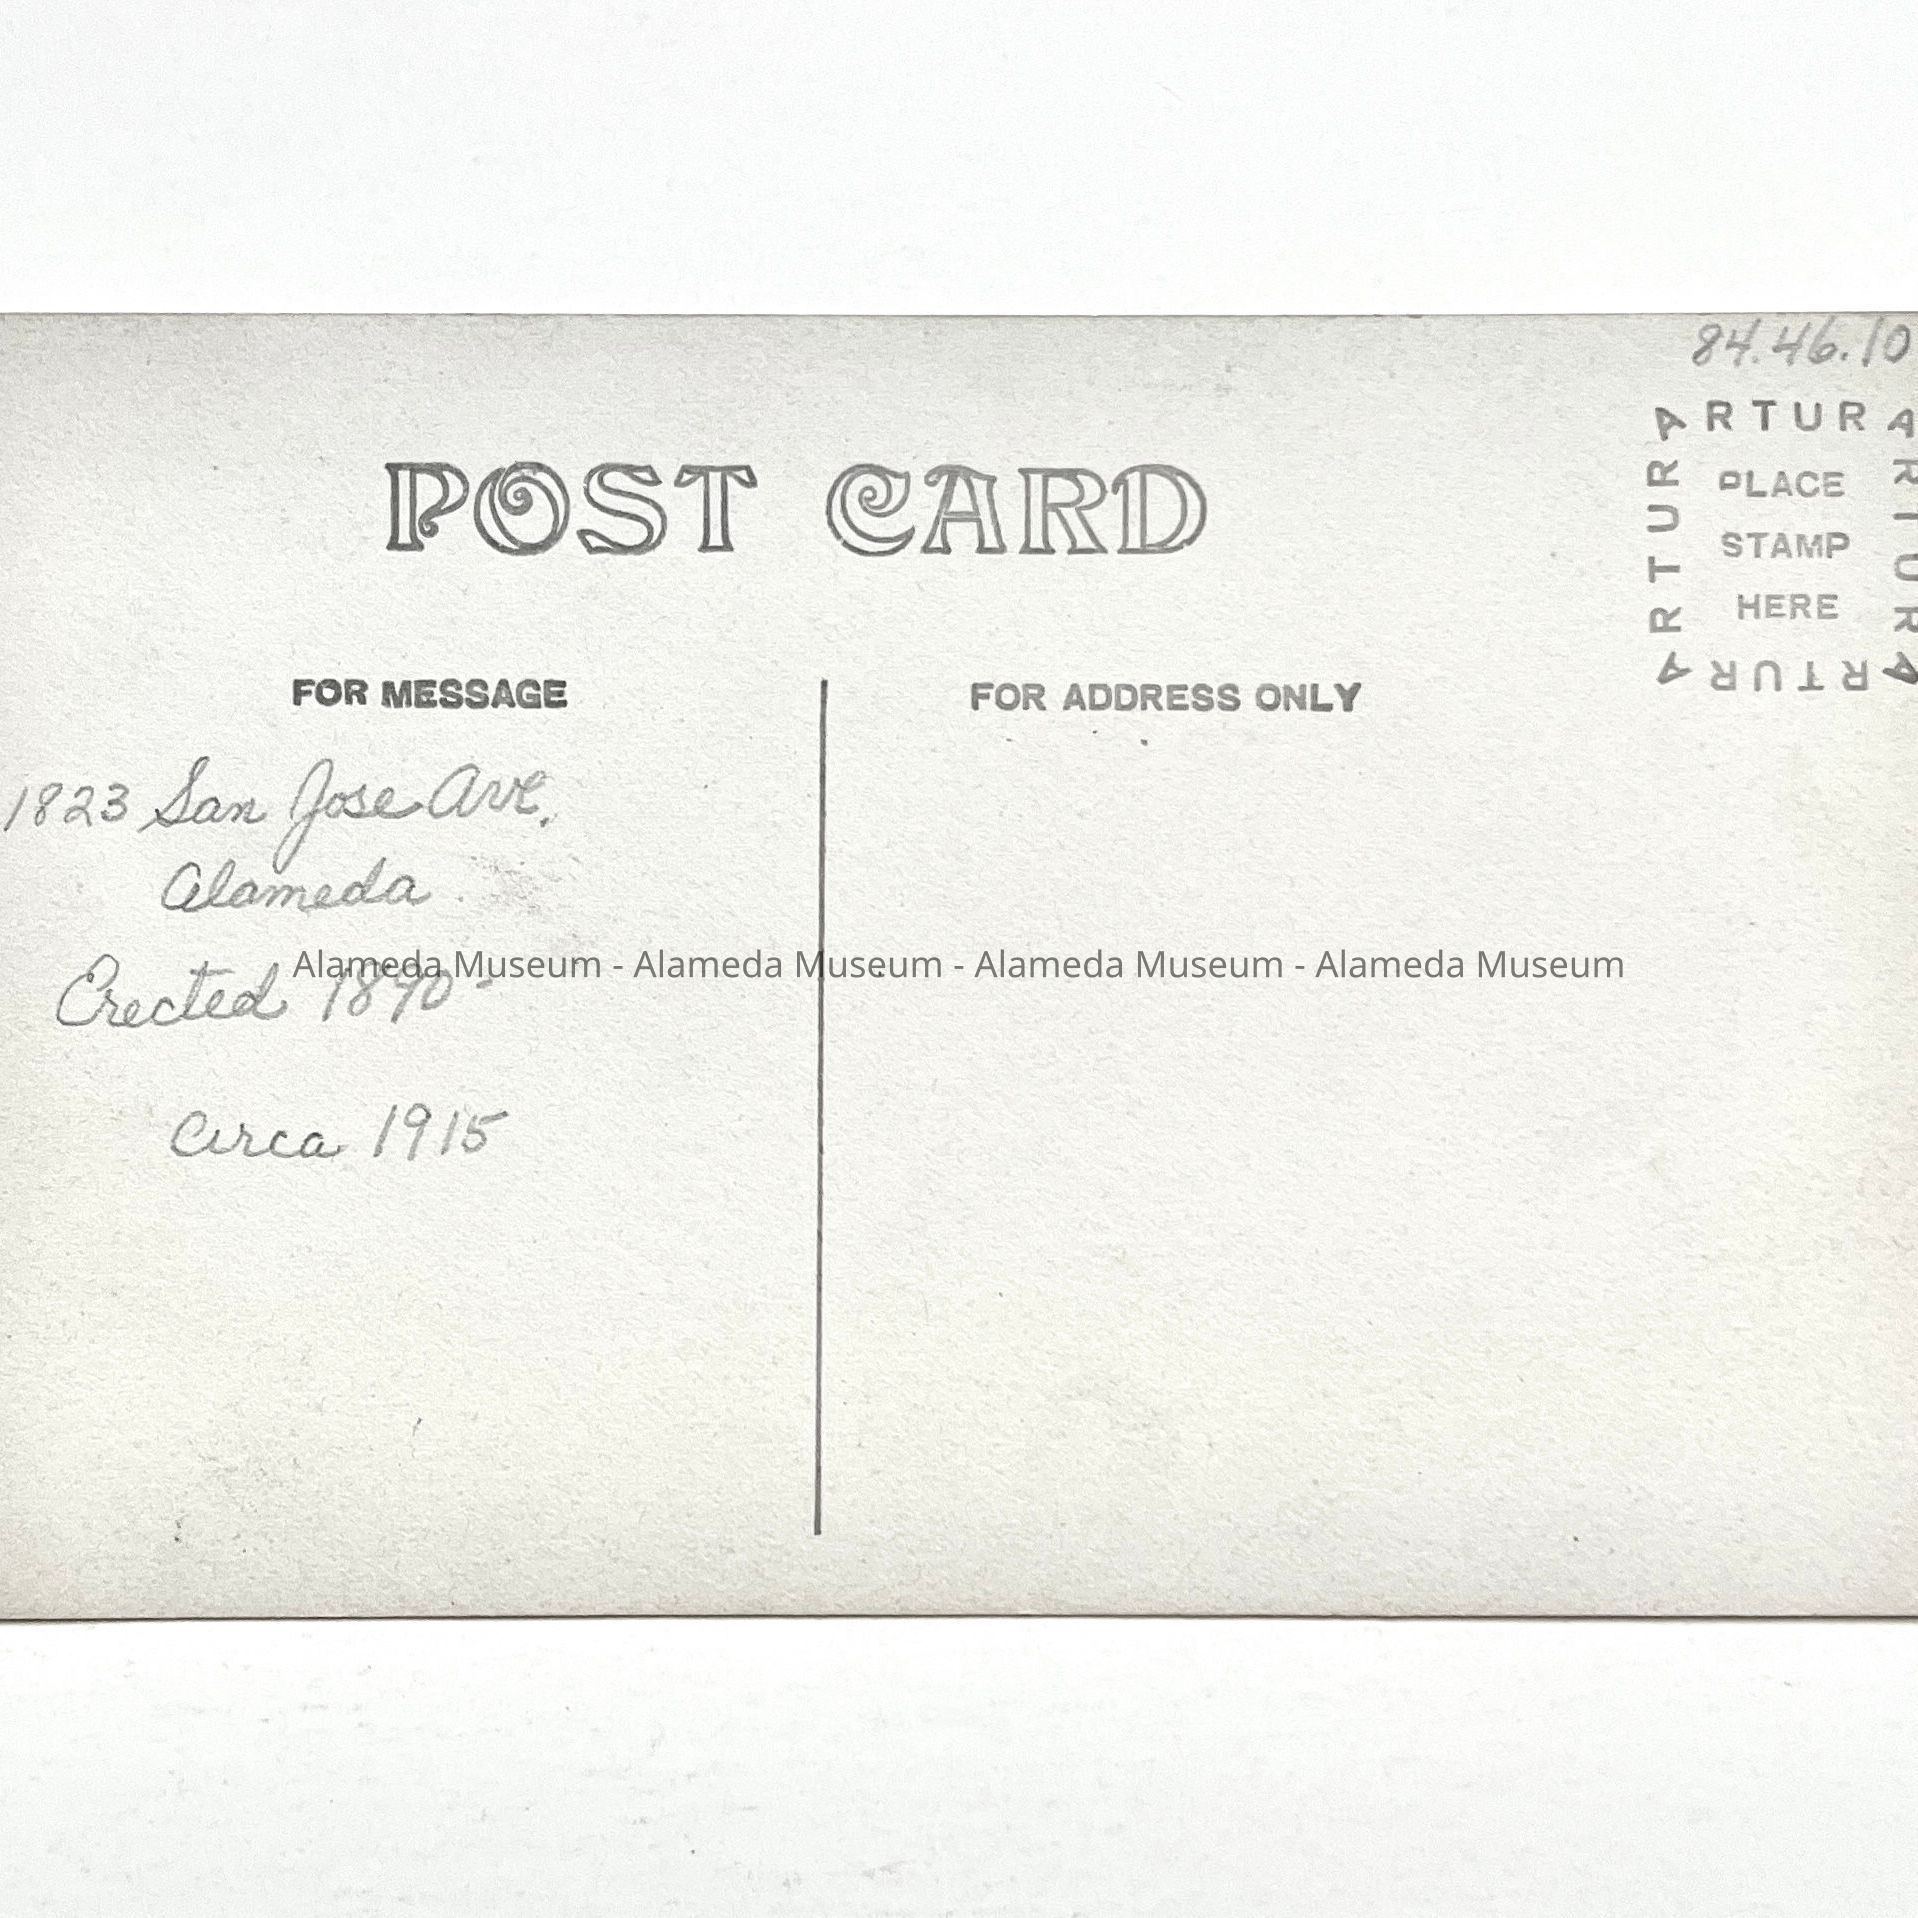 84.46.10
ARTURA
PLACE
STAMP
HERE
ARTURA
ARTURA
ARTURA
POST CARD
FOR MESSAGE
FOR ADDRESS ONLY
1823 San Jose Ave.
Alameda
Alameda Museum - Alameda Museum - Alameda Museum - Alameda Museum
Erected 1890-
Circa 1915